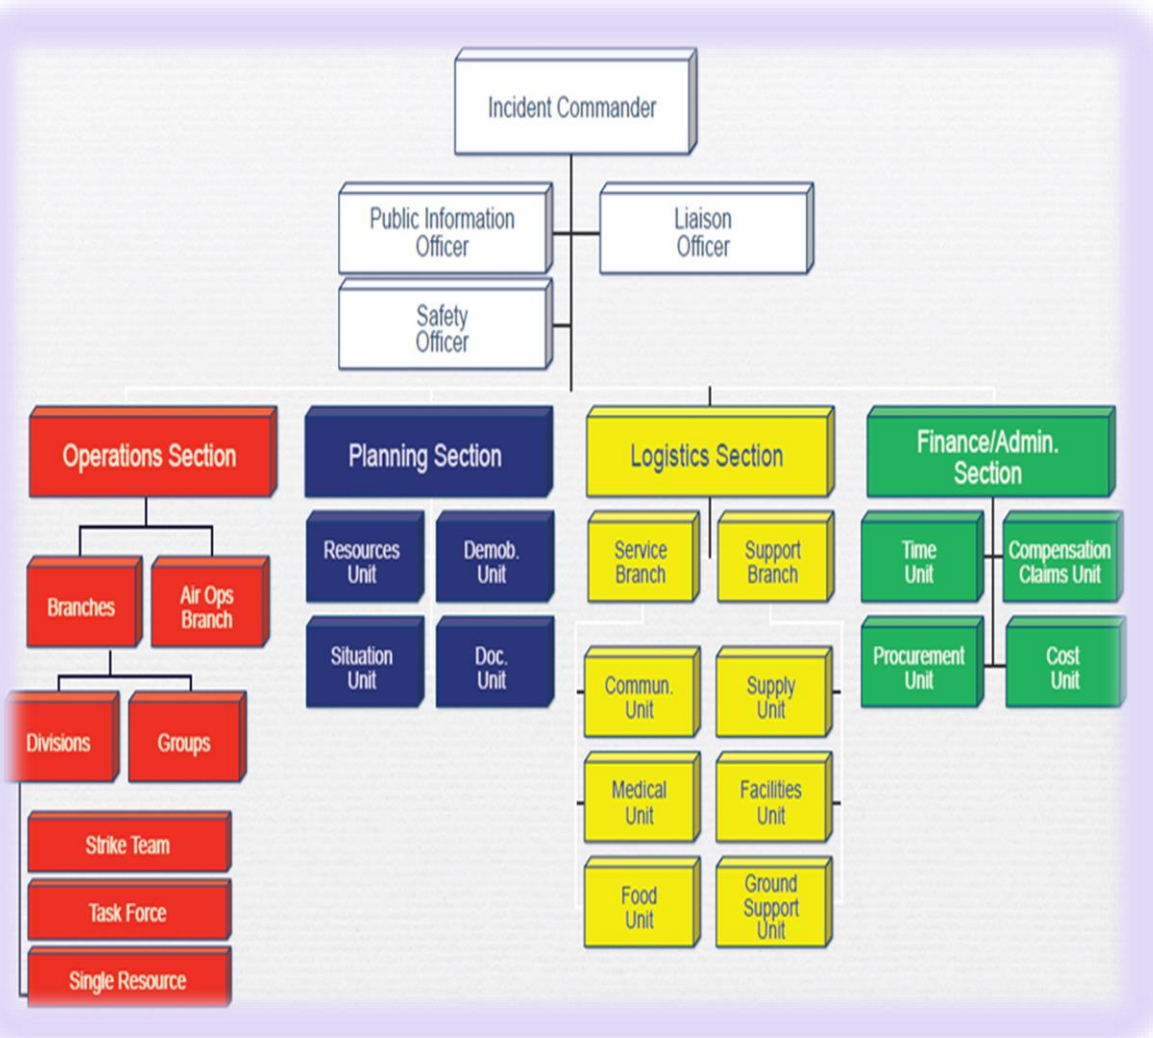 Incident Commander
Public Information
Officer
Liaison
Officer
Safety
Officer
Operations Section
Planning Section
Logistics Section
Finance/Admin.
Section
Branches
Air Ops
Branch
Divisions
Groups
Strike Team
Task Force
Single Resource
Resources
Unit
Demob.
Unit
Situation
Unit
Doc.
Unit
Service
Branch
Support
Branch
Commun.
Unit
Supply
Unit
Medical
Unit
Facilities
Unit
Food
Unit
Ground
Support
Unit
Time
Unit
Compensation
Claims Unit
Procurement
Unit
Cost
Unit